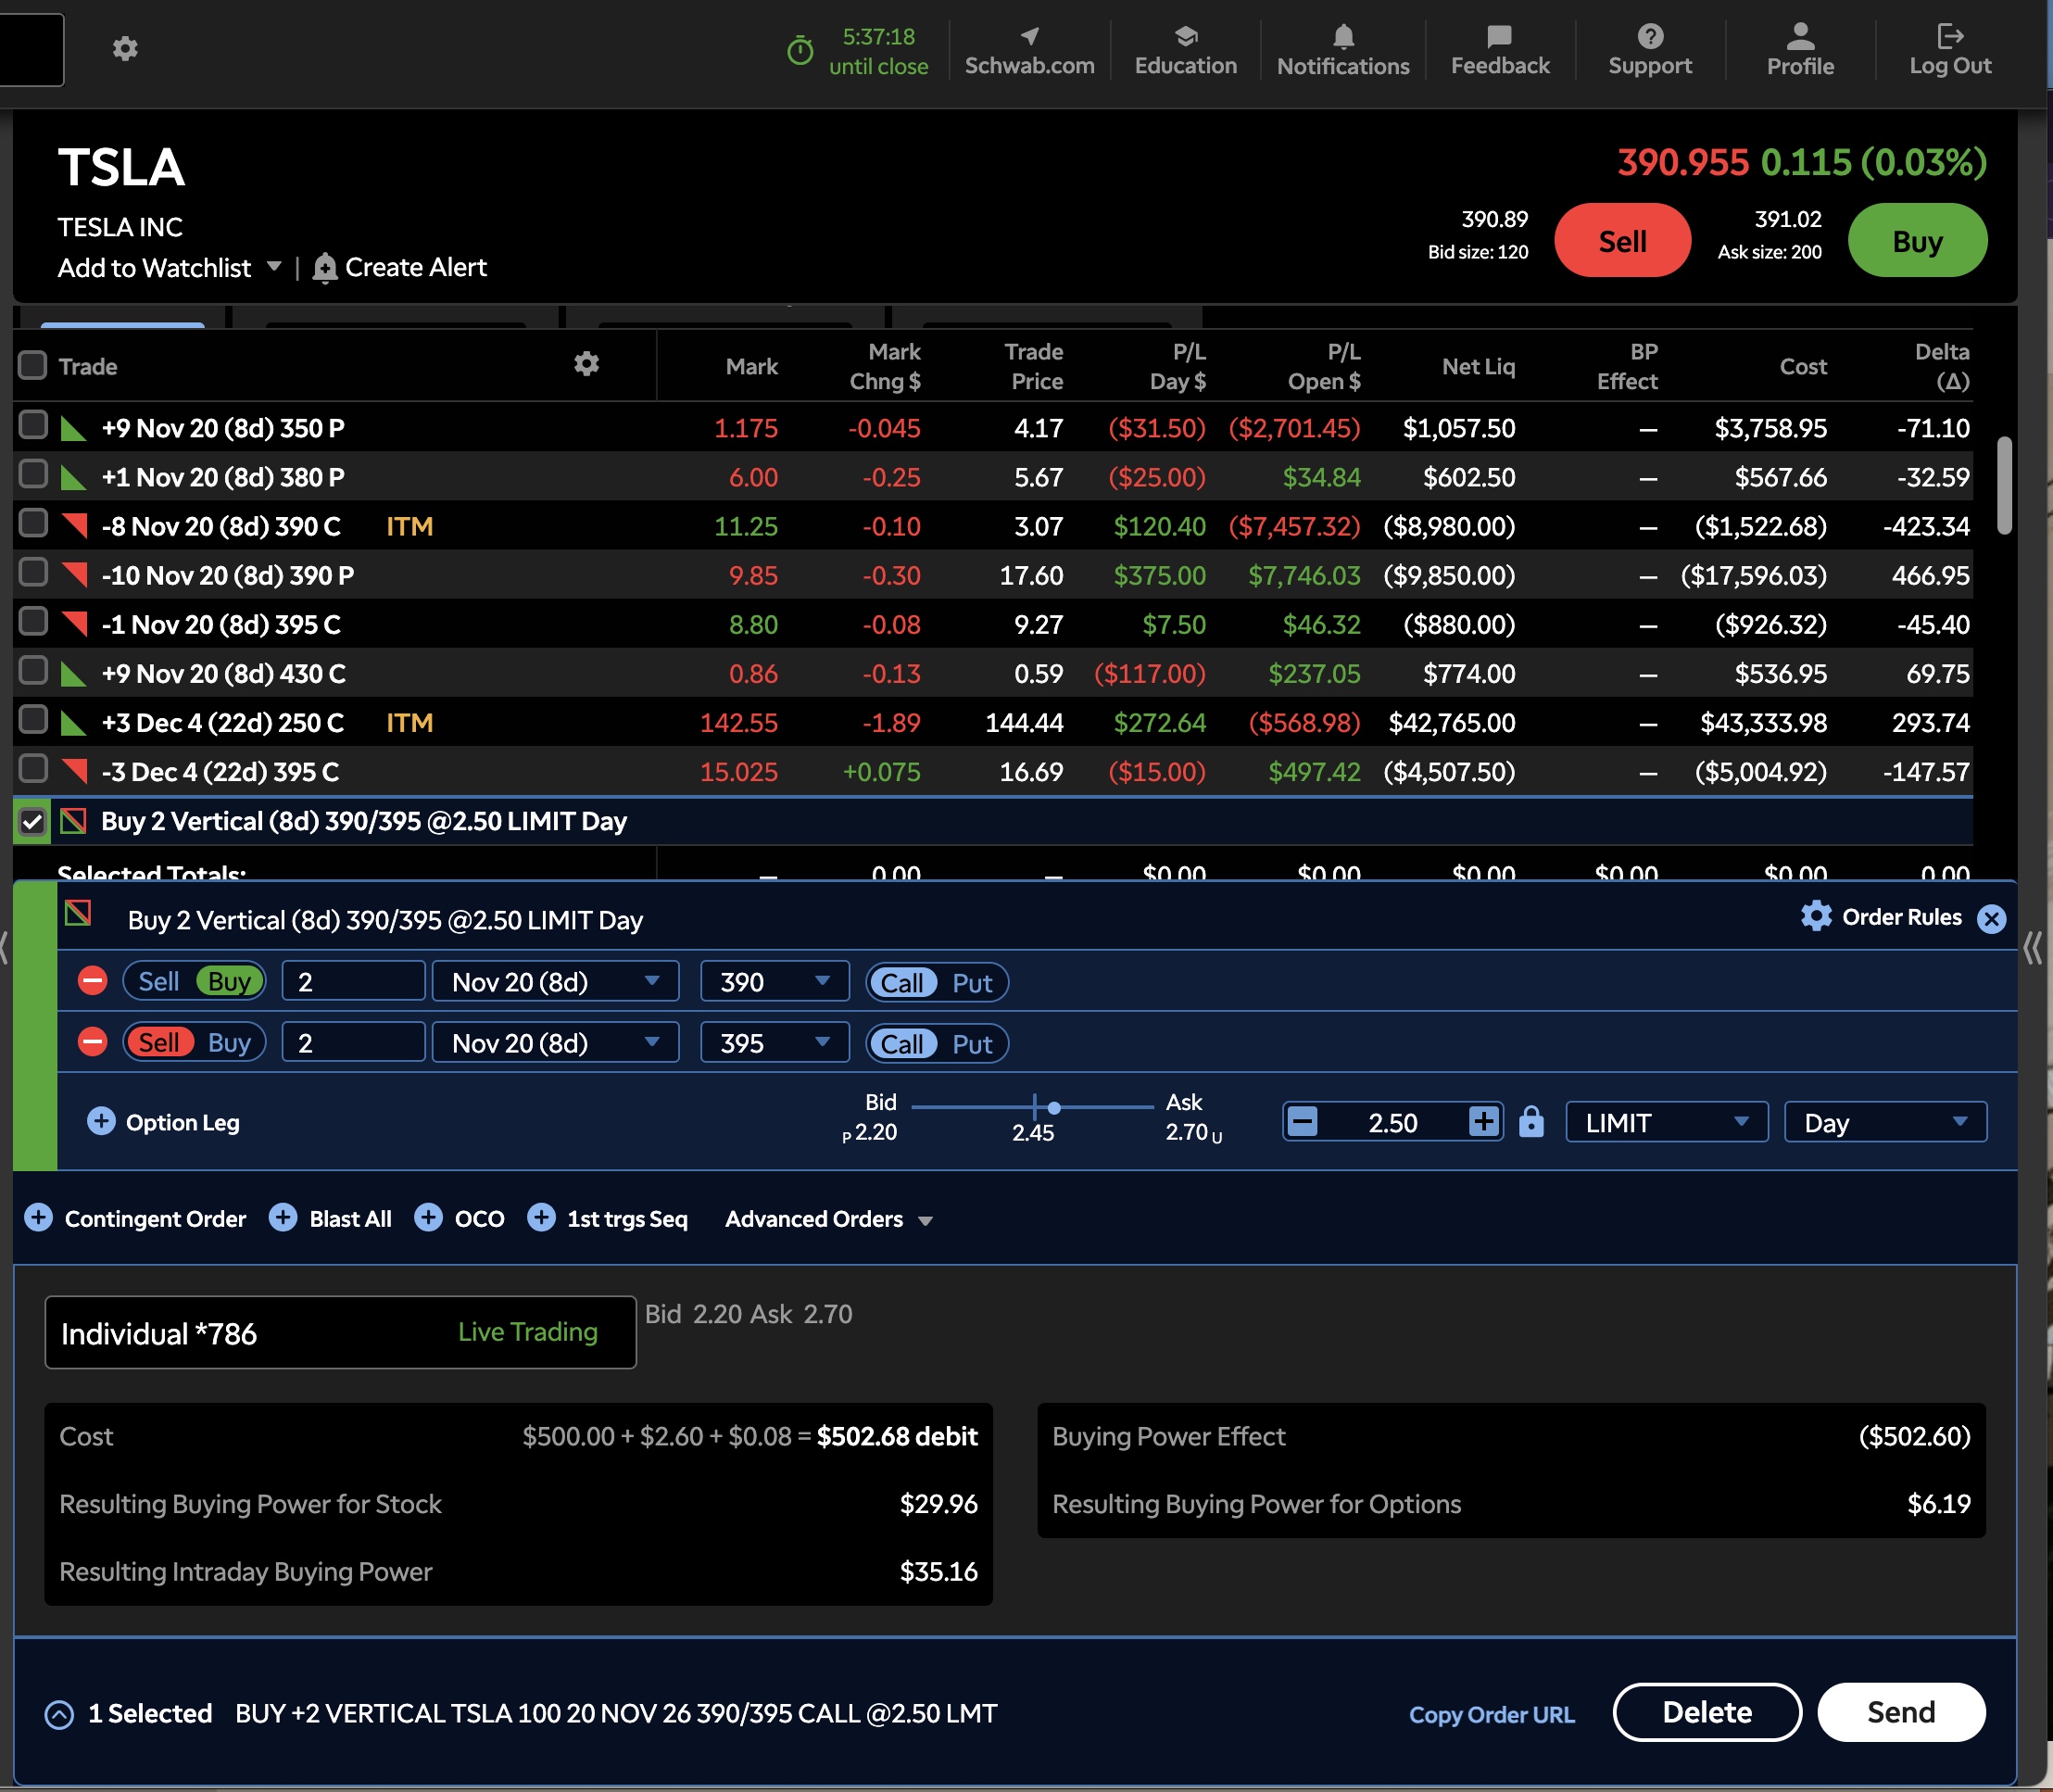 5:37:18
until close
Schwab.com
Education
Notifications
Feedback
Support
Profile
Log Out
TSLA
390.955 0.115 (0.03%)
TESLA INC
390.89
Bid size: 120
Sell
391.02
Ask size: 200
Buy
Add to Watchlist | Create Alert
Trade Mark Mark Chng $ Trade Price P/L Day $ P/L Open $ Net Liq BP Effect Cost Delta (Δ)
+9 Nov 20 (8d) 350 P 1.175 -0.045 4.17 ($31.50) ($2,701.45) $1,057.50 — $3,758.95 -71.10
+1 Nov 20 (8d) 380 P 6.00 -0.25 5.67 ($25.00) $34.84 $602.50 — $567.66 -32.59
-8 Nov 20 (8d) 390 C ITM 11.25 -0.10 3.07 $120.40 ($7,457.32) ($8,980.00) — ($1,522.68) -423.34
-10 Nov 20 (8d) 390 P 9.85 -0.30 17.60 $375.00 $7,746.03 ($9,850.00) — ($17,596.03) 466.95
-1 Nov 20 (8d) 395 C 8.80 -0.08 9.27 $7.50 $46.32 ($880.00) — ($926.32) -45.40
+9 Nov 20 (8d) 430 C 0.86 -0.13 0.59 ($117.00) $237.05 $774.00 — $536.95 69.75
+3 Dec 4 (22d) 250 C ITM 142.55 -1.89 144.44 $272.64 ($568.98) $42,765.00 — $43,333.98 293.74
-3 Dec 4 (22d) 395 C 15.025 +0.075 16.69 ($15.00) $497.42 ($4,507.50) — ($5,004.92) -147.57
Buy 2 Vertical (8d) 390/395 @2.50 LIMIT Day
Selected Totals: — 0.00 — $0.00 $0.00 $0.00 $0.00 $0.00 0.00
Buy 2 Vertical (8d) 390/395 @2.50 LIMIT Day
Order Rules
Sell Buy 2 Nov 20 (8d) 390 Call Put
Sell Buy 2 Nov 20 (8d) 395 Call Put
Option Leg
Bid
P 2.20
2.45
Ask
2.70 U
2.50
LIMIT
Day
Contingent Order Blast All OCO 1st trgs Seq Advanced Orders
Individual *786 Live Trading
Bid 2.20 Ask 2.70
Cost $500.00 + $2.60 + $0.08 = $502.68 debit
Resulting Buying Power for Stock $29.96
Resulting Intraday Buying Power $35.16
Buying Power Effect ($502.60)
Resulting Buying Power for Options $6.19
1 Selected BUY +2 VERTICAL TSLA 100 20 NOV 26 390/395 CALL @2.50 LMT
Copy Order URL
Delete
Send